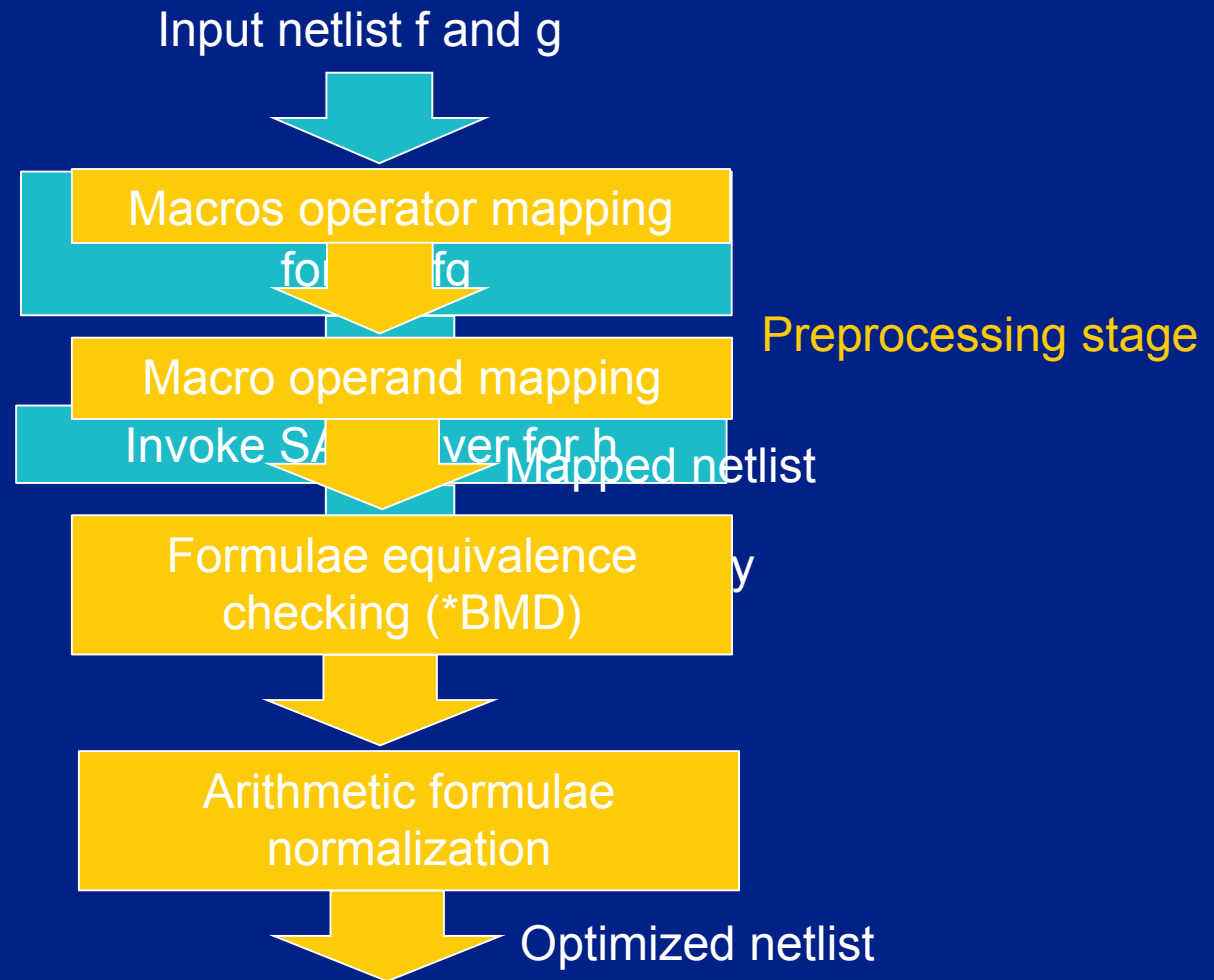 Input netlist f and g
Macros operator mapping
Preprocessing stage
Macro operand mapping
Invoke for h
Mapped netlist
Formulae equivalence
checking (*BMD)
Arithmetic formulae
normalization
Optimized netlist